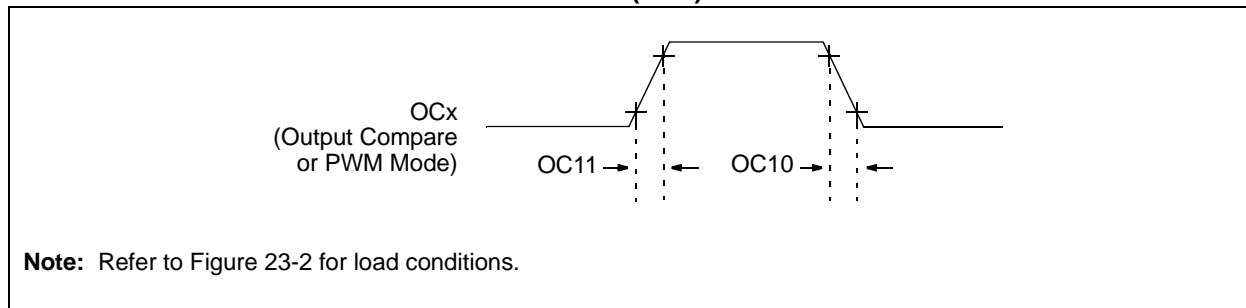 OCx
(Output Compare
or PWM Mode)
OC11
OC10
Note: Refer to Figure 23-2 for load conditions.